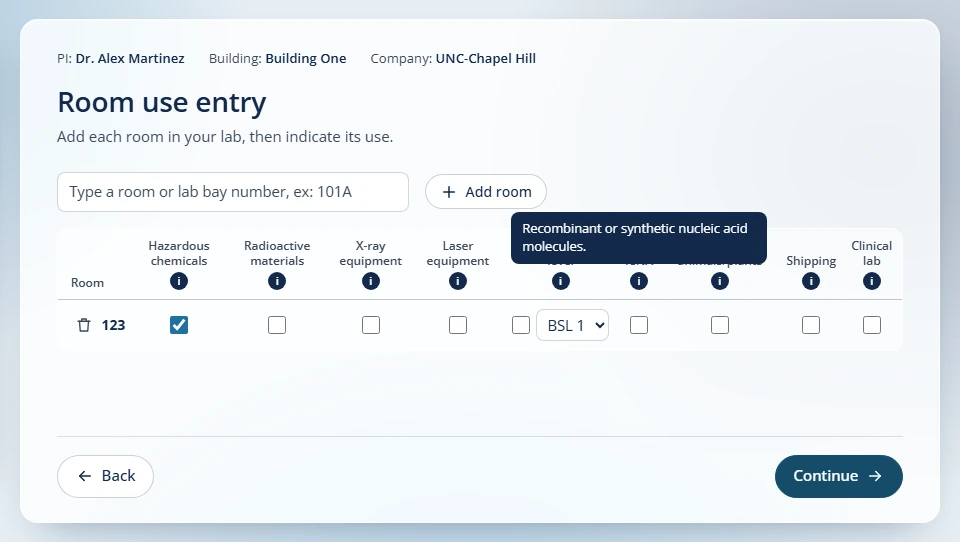 PI: Dr. Alex Martinez Building: Building One Company: UNC-Chapel Hill
Room use entry
Add each room in your lab, then indicate its use.
Type a room or lab bay number, ex: 101A
+ Add room
Recombinant or synthetic nucleic acid
molecules.
Room
Hazardous
chemicals
i
Radioactive
materials
i
X-ray
equipment
i
Laser
equipment
i
i
i
i
Shipping
i
Clinical
lab
i
123
BSL 1
← Back
Continue →